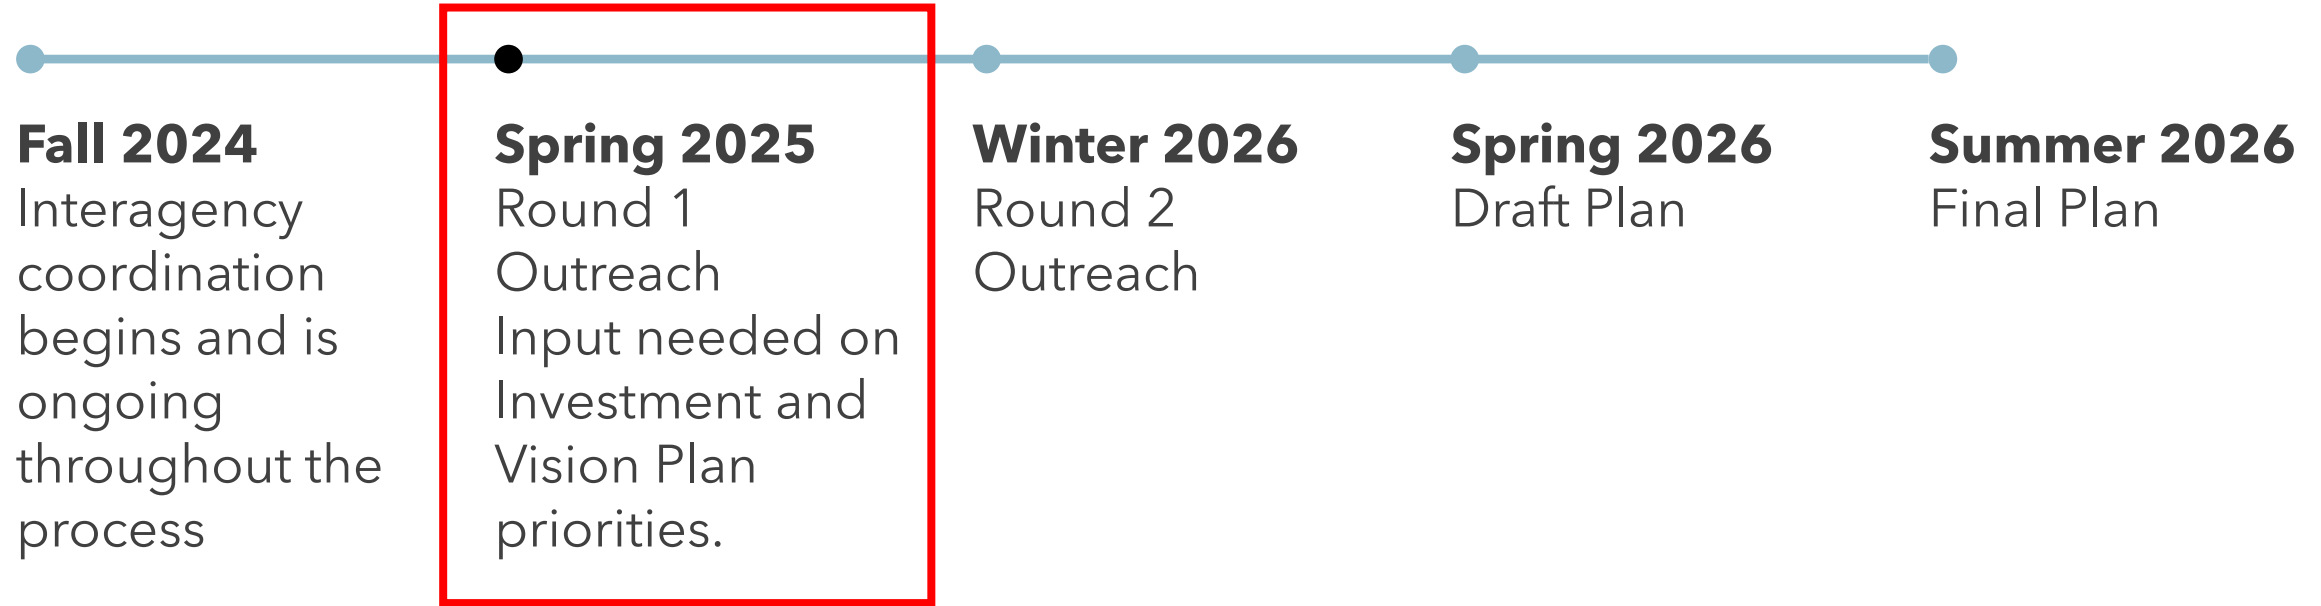 Fall 2024
Interagency
coordination
begins and is
ongoing
throughout the
process
Spring 2025
Round 1
Outreach
Input needed on
Investment and
Vision Plan
priorities.
Winter 2026
Round 2
Outreach
Spring 2026
Draft Plan
Summer 2026
Final Plan